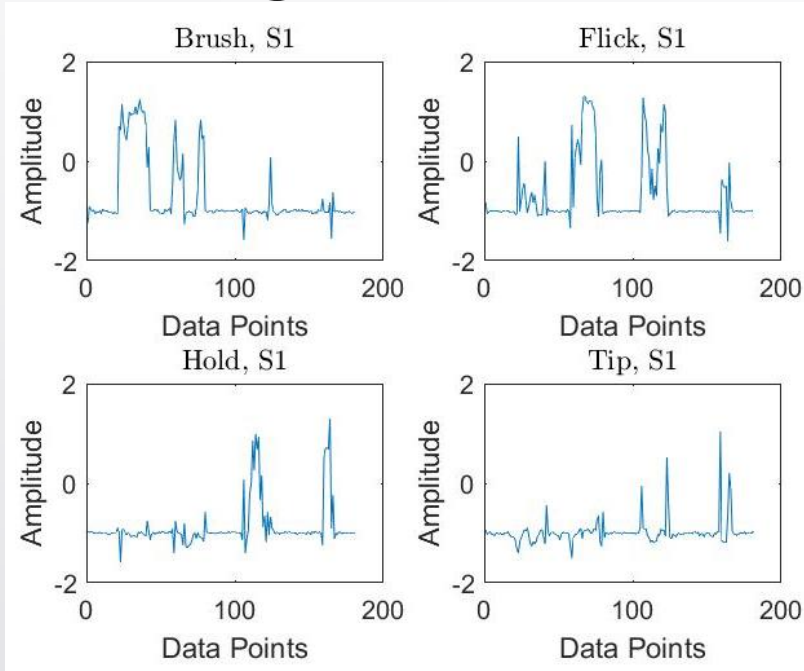 Brush, S1
2
0
-2
Amplitude
0 100 200
Data Points
Flick, S1
2
0
-2
Amplitude
0 100 200
Data Points
Hold, S1
2
0
-2
Amplitude
0 100 200
Data Points
Tip, S1
2
0
-2
Amplitude
0 100 200
Data Points